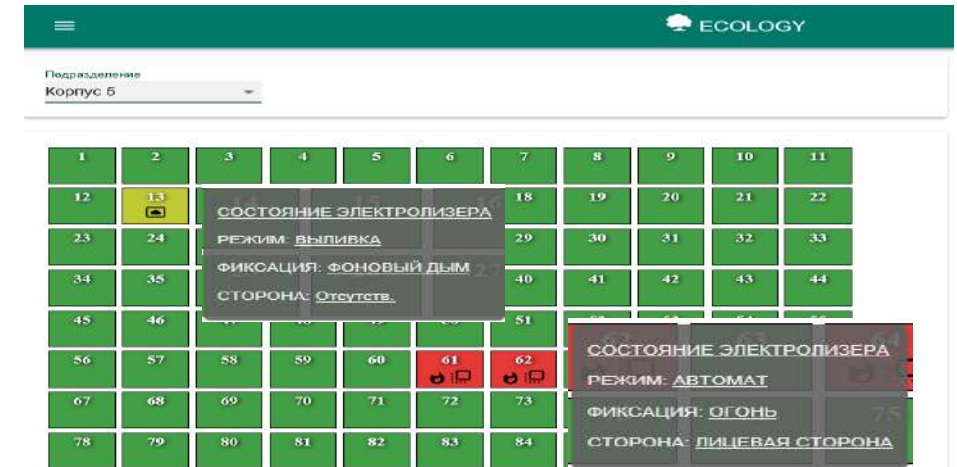 ECOLOGY
Подразделение
Корпус 5
1 2 3 4 5 6 7 8 9 10 11
12 13 18 19 20 21 22
СОСТОЯНИЕ ЭЛЕКТРОЛИЗЕРА
23 24 29 30 31 32 33
РЕЖИМ: ВЫЛИВКА
ФИКСАЦИЯ: ФОНОВЫЙ ДЫМ
34 35 40 41 42 43 44
СТОРОНА: Отсутств.
45 46 51
56 57 58 59 60 61 62
СОСТОЯНИЕ ЭЛЕКТРОЛИЗЕРА
РЕЖИМ: АВТОМАТ
67 68 69 70 71 72 73
ФИКСАЦИЯ: ОГОНЬ
78 79 80 81 82 83 84
СТОРОНА: ЛИЦЕВАЯ СТОРОНА